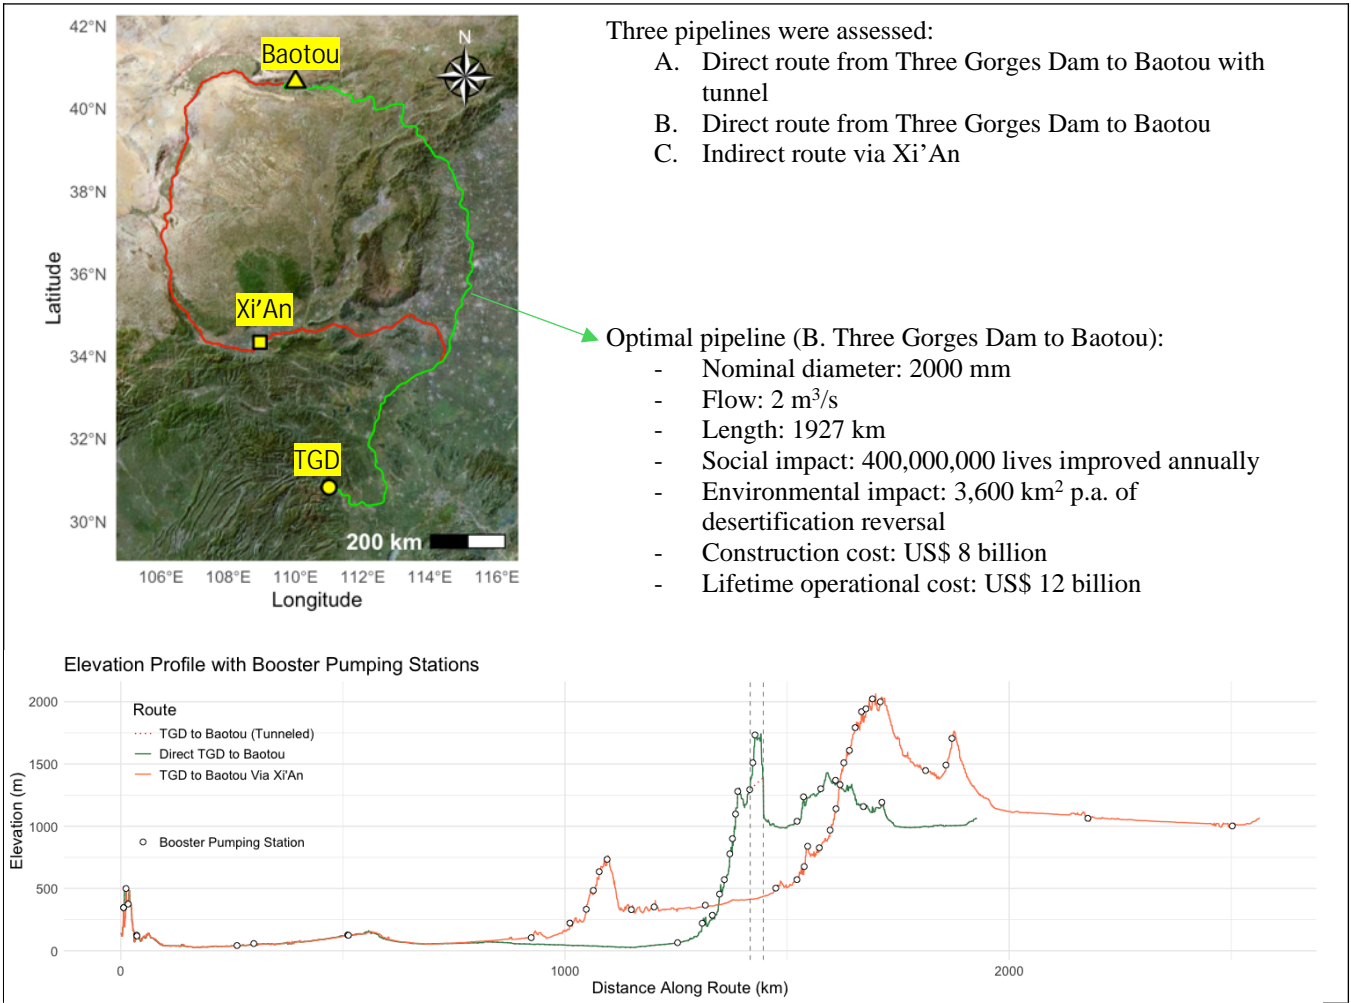 42°N
40°N
38°N
36°N
34°N
32°N
30°N
Latitude
N
Baotou
Xi'An
TGD
200 km
106°E 108°E 110°E 112°E 114°E 116°E
Longitude
Three pipelines were assessed:
A. Direct route from Three Gorges Dam to Baotou with
tunnel
B. Direct route from Three Gorges Dam to Baotou
C. Indirect route via Xi’An
Optimal pipeline (B. Three Gorges Dam to Baotou):
- Nominal diameter: 2000 mm
- Flow: 2 m³/s
- Length: 1927 km
- Social impact: 400,000,000 lives improved annually
- Environmental impact: 3,600 km² p.a. of
desertification reversal
- Construction cost: US$ 8 billion
- Lifetime operational cost: US$ 12 billion
Elevation Profile with Booster Pumping Stations
2000
1500
1000
500
0
Elevation (m)
Route
TGD to Baotou (Tunneled)
Direct TGD to Baotou
TGD to Baotou Via Xi'An
Booster Pumping Station
0 1000 2000
Distance Along Route (km)